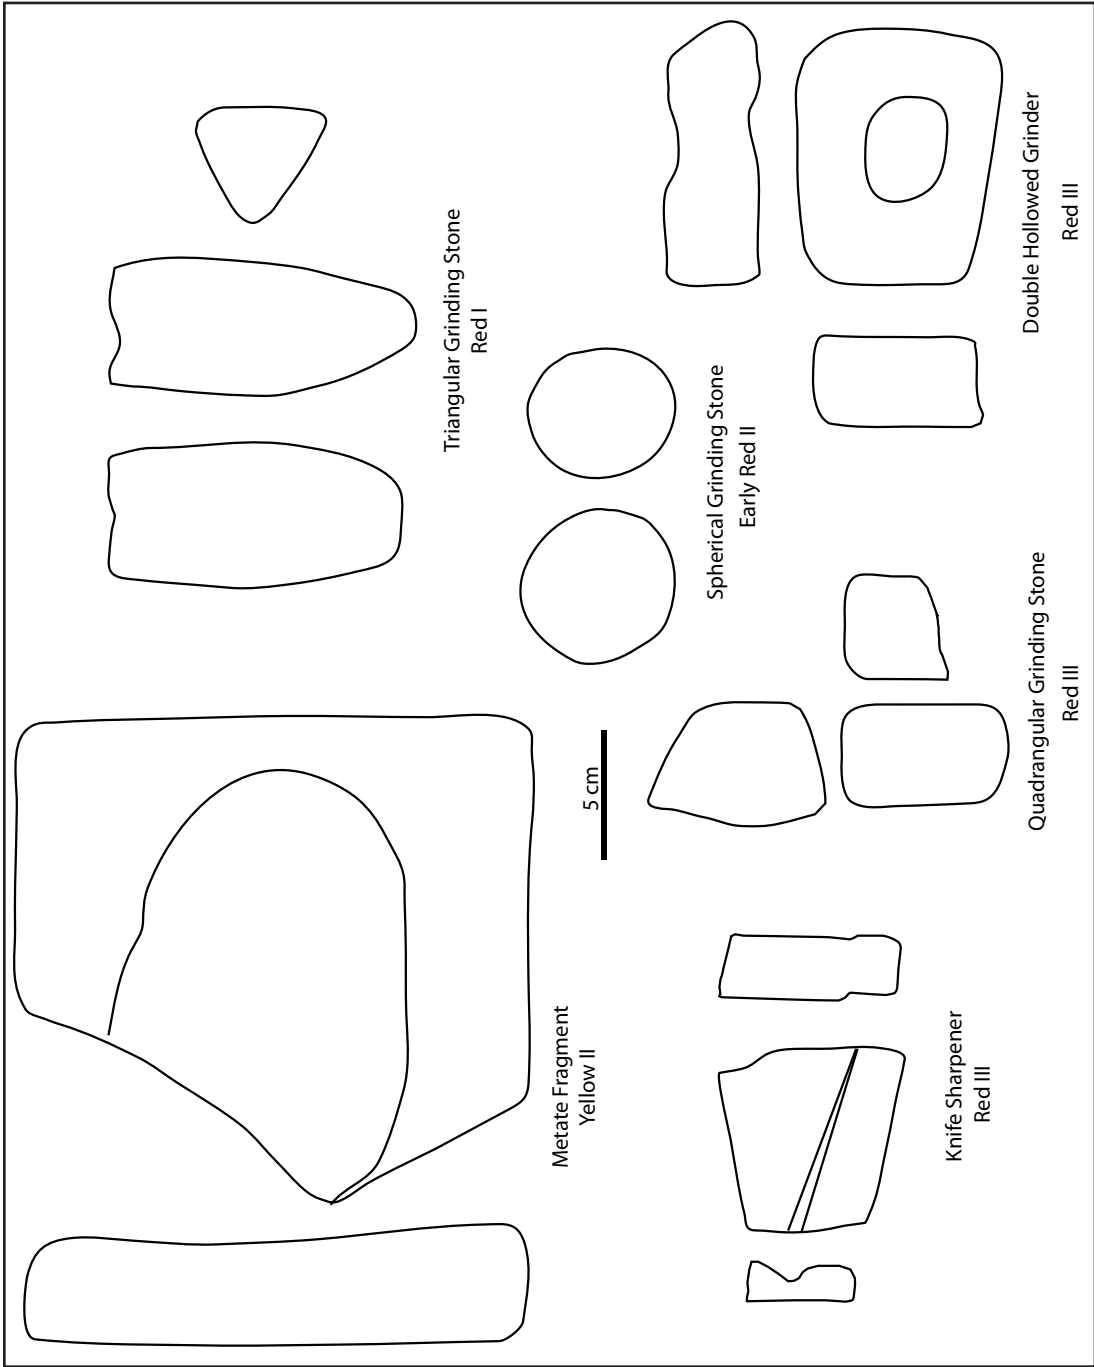 Metate Fragment
Yellow II
Triangular Grinding Stone
Red I
5 cm
Spherical Grinding Stone
Early Red II
Knife Sharpener
Red III
Quadrangular Grinding Stone
Red III
Double Hollowed Grinder
Red III